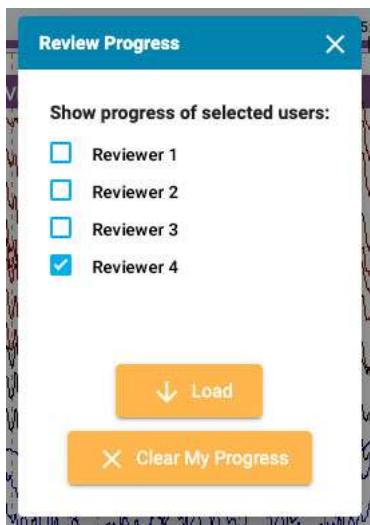 Review Progress
Show progress of selected users:
Reviewer 1
Reviewer 2
Reviewer 3
Reviewer 4
Load
Clear My Progress